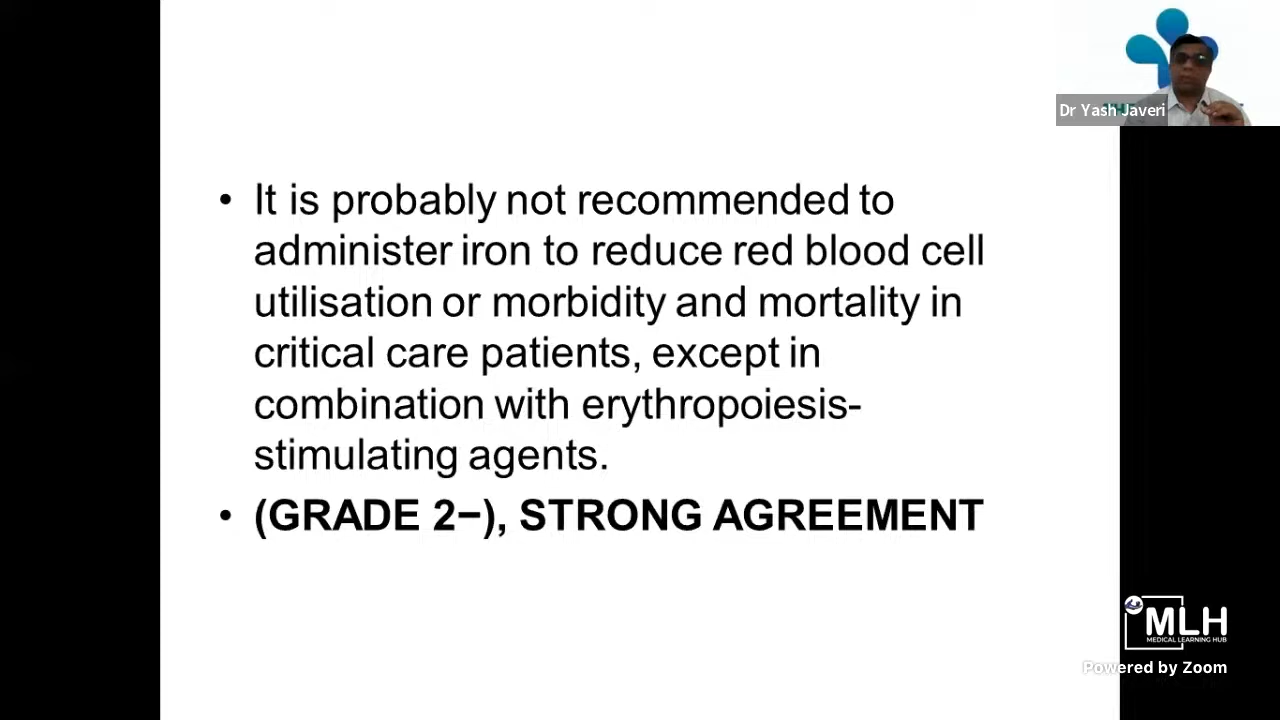 Dr Yash Javeri
• It is probably not recommended to
administer iron to reduce red blood cell
utilisation or morbidity and mortality in
critical care patients, except in
combination with erythropoiesis-
stimulating agents.
• (GRADE 2−), STRONG AGREEMENT
MLH
MEDICAL LEARNING HUB
Powered by Zoom